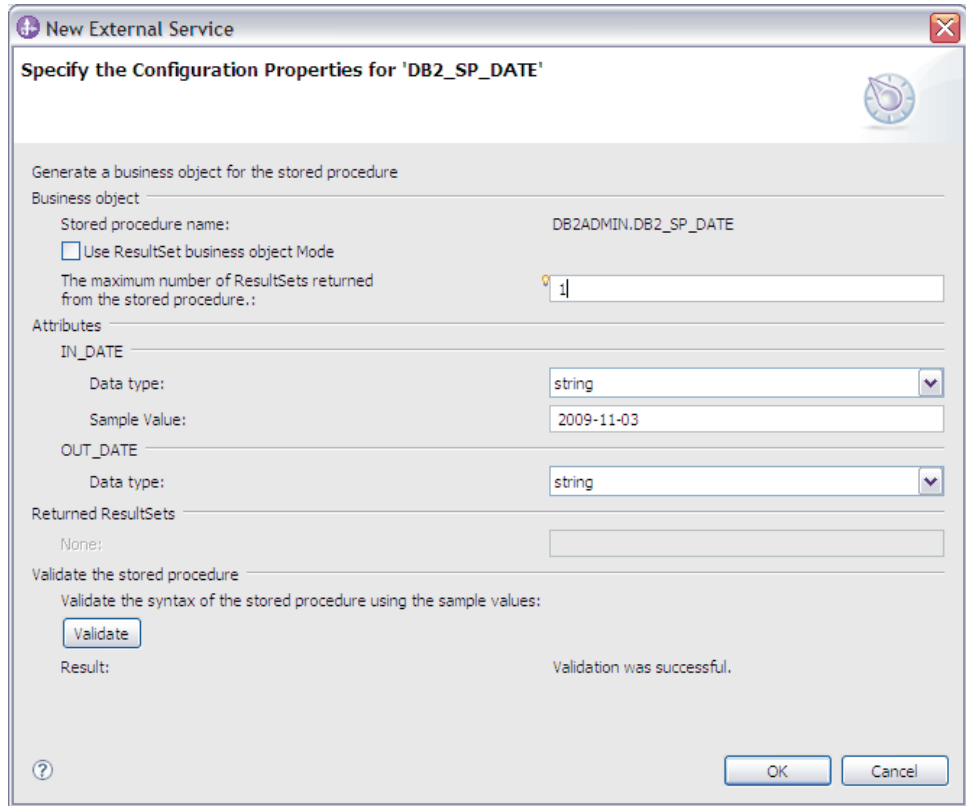 New External Service
Specify the Configuration Properties for 'DB2_SP_DATE'
Generate a business object for the stored procedure
Business object
Stored procedure name: DB2ADMIN.DB2_SP_DATE
Use ResultSet business object Mode
The maximum number of ResultSets returned
from the stored procedure.: 1
Attributes
IN_DATE
Data type: string
Sample Value: 2009-11-03
OUT_DATE
Data type: string
Returned ResultSets
None:
Validate the stored procedure
Validate the syntax of the stored procedure using the sample values:
Validate
Result: Validation was successful.
? OK Cancel